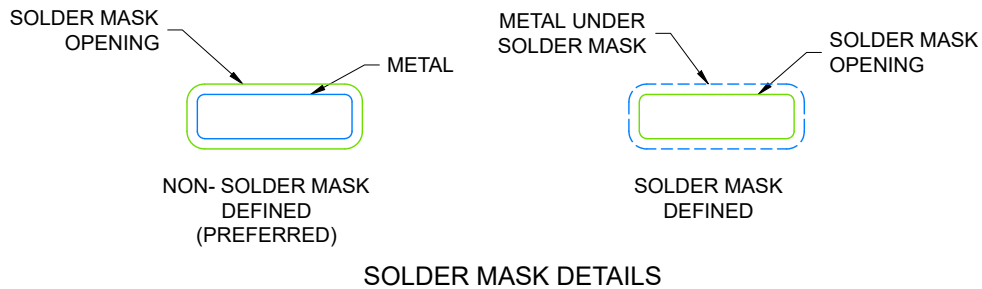 SOLDER MASK
OPENING
METAL
NON- SOLDER MASK
DEFINED
(PREFERRED)
METAL UNDER
SOLDER MASK
SOLDER MASK
OPENING
SOLDER MASK
DEFINED
SOLDER MASK DETAILS